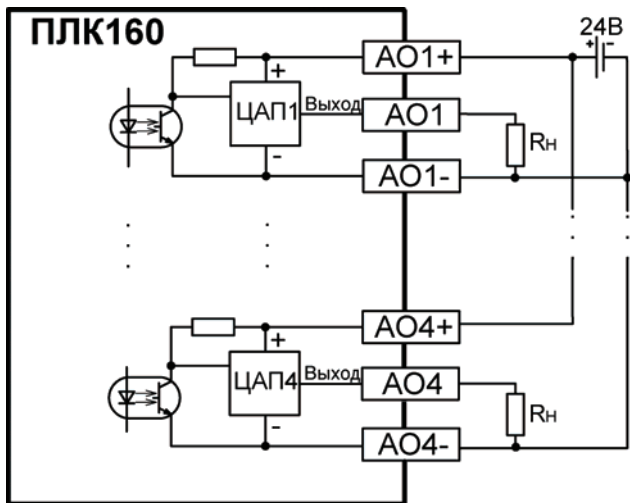 ПЛК160
24В
+ -
АО1+
+
ЦАП1
Выход
АО1
Rн
-
АО1-
АО4+
+
ЦАП4
Выход
АО4
Rн
-
АО4-